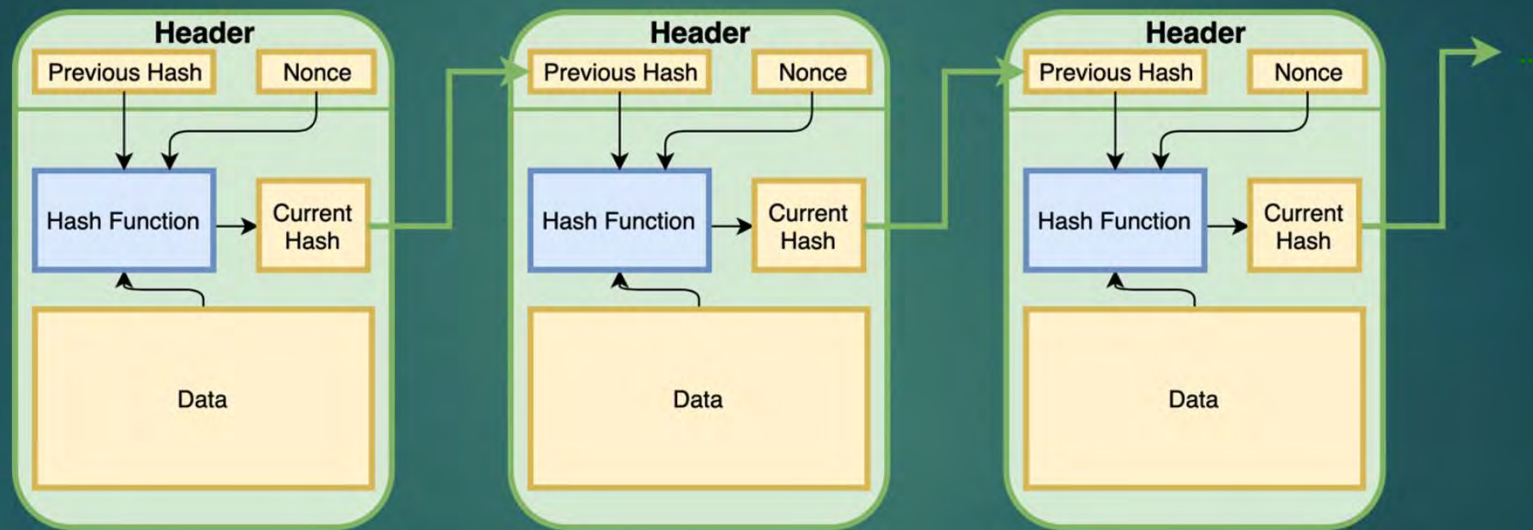 Header
Previous Hash
Nonce
Hash Function
Current
Hash
Data
Header
Previous Hash
Nonce
Hash Function
Current
Hash
Data
Header
Previous Hash
Nonce
Hash Function
Current
Hash
Data